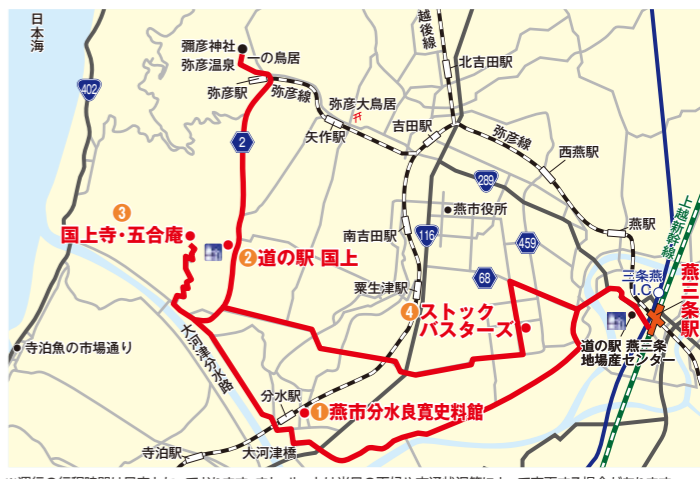 日本海
402
彌彦神社
弥彦温泉
一の鳥居
弥彦駅
弥彦線
弥彦大鳥居
矢作駅
越後線
北吉田駅
吉田駅
弥彦線
西燕駅
2
289
燕市役所
燕駅
上越新幹線
3
国上寺・五合庵
2 道の駅 国上
南吉田駅
116
459
68
三条燕
I.C
燕三条駅
粟生津駅
4 ストック
バスターズ
道の駅 燕三条
地場産センター
寺泊魚の市場通り
大河津分水路
分水駅
1 燕市分水良寛史料館
寺泊駅
大河津橋